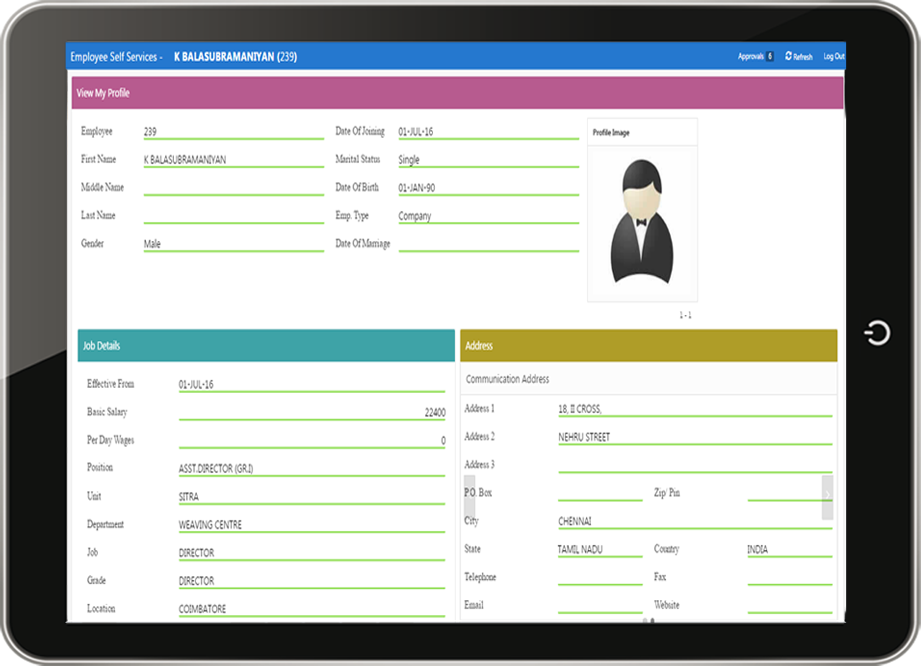 Employee Self Services - K BALASUBRAMANIYAN (239) Approvals 6 Refresh Log Out
View My Profile
Employee 239 Date Of Joining 01-JUL-16
First Name K BALASUBRAMANIYAN Marital Status Single
Middle Name Date Of Birth 01-JAN-90
Last Name Emp. Type Company
Gender Male Date Of Marriage
Profile Image
1 - 1
Job Details
Effective From 01-JUL-16
Basic Salary 22400
Per Day Wages 0
Position ASST.DIRECTOR (GR.I)
Unit SITRA
Department WEAVING CENTRE
Job DIRECTOR
Grade DIRECTOR
Location COIMBATORE
Address
Communication Address
Address 1 18, II CROSS,
Address 2 NEHRU STREET
Address 3
P.O. Box Zip/ Pin
City CHENNAI
State TAMIL NADU Country INDIA
Telephone Fax
Email Website